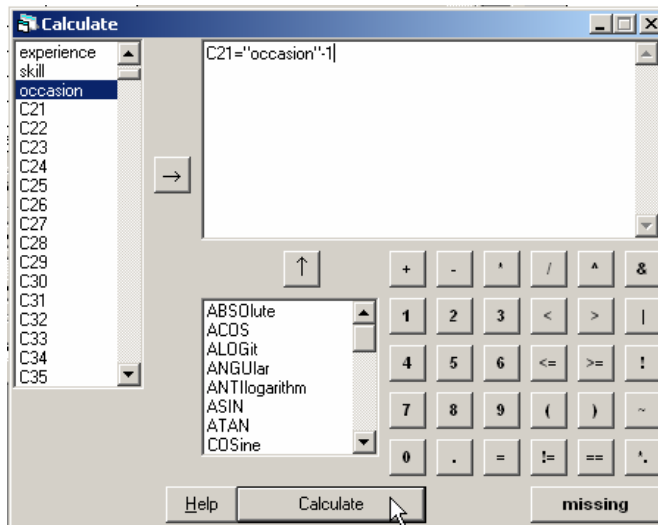 Calculate
experience
skill
occasion
C21
C22
C23
C24
C25
C26
C27
C28
C29
C30
C31
C32
C33
C34
C35
C21="occasion"-1
→
↑
ABSOlute
ACOS
ALOGit
ANGUlar
ANTIlogarithm
ASIN
ATAN
COSine
+ - * / ^ &
1 2 3 < > |
4 5 6 <= >= !
7 8 9 ( ) ~
0 . = != == *.
Help
Calculate
missing